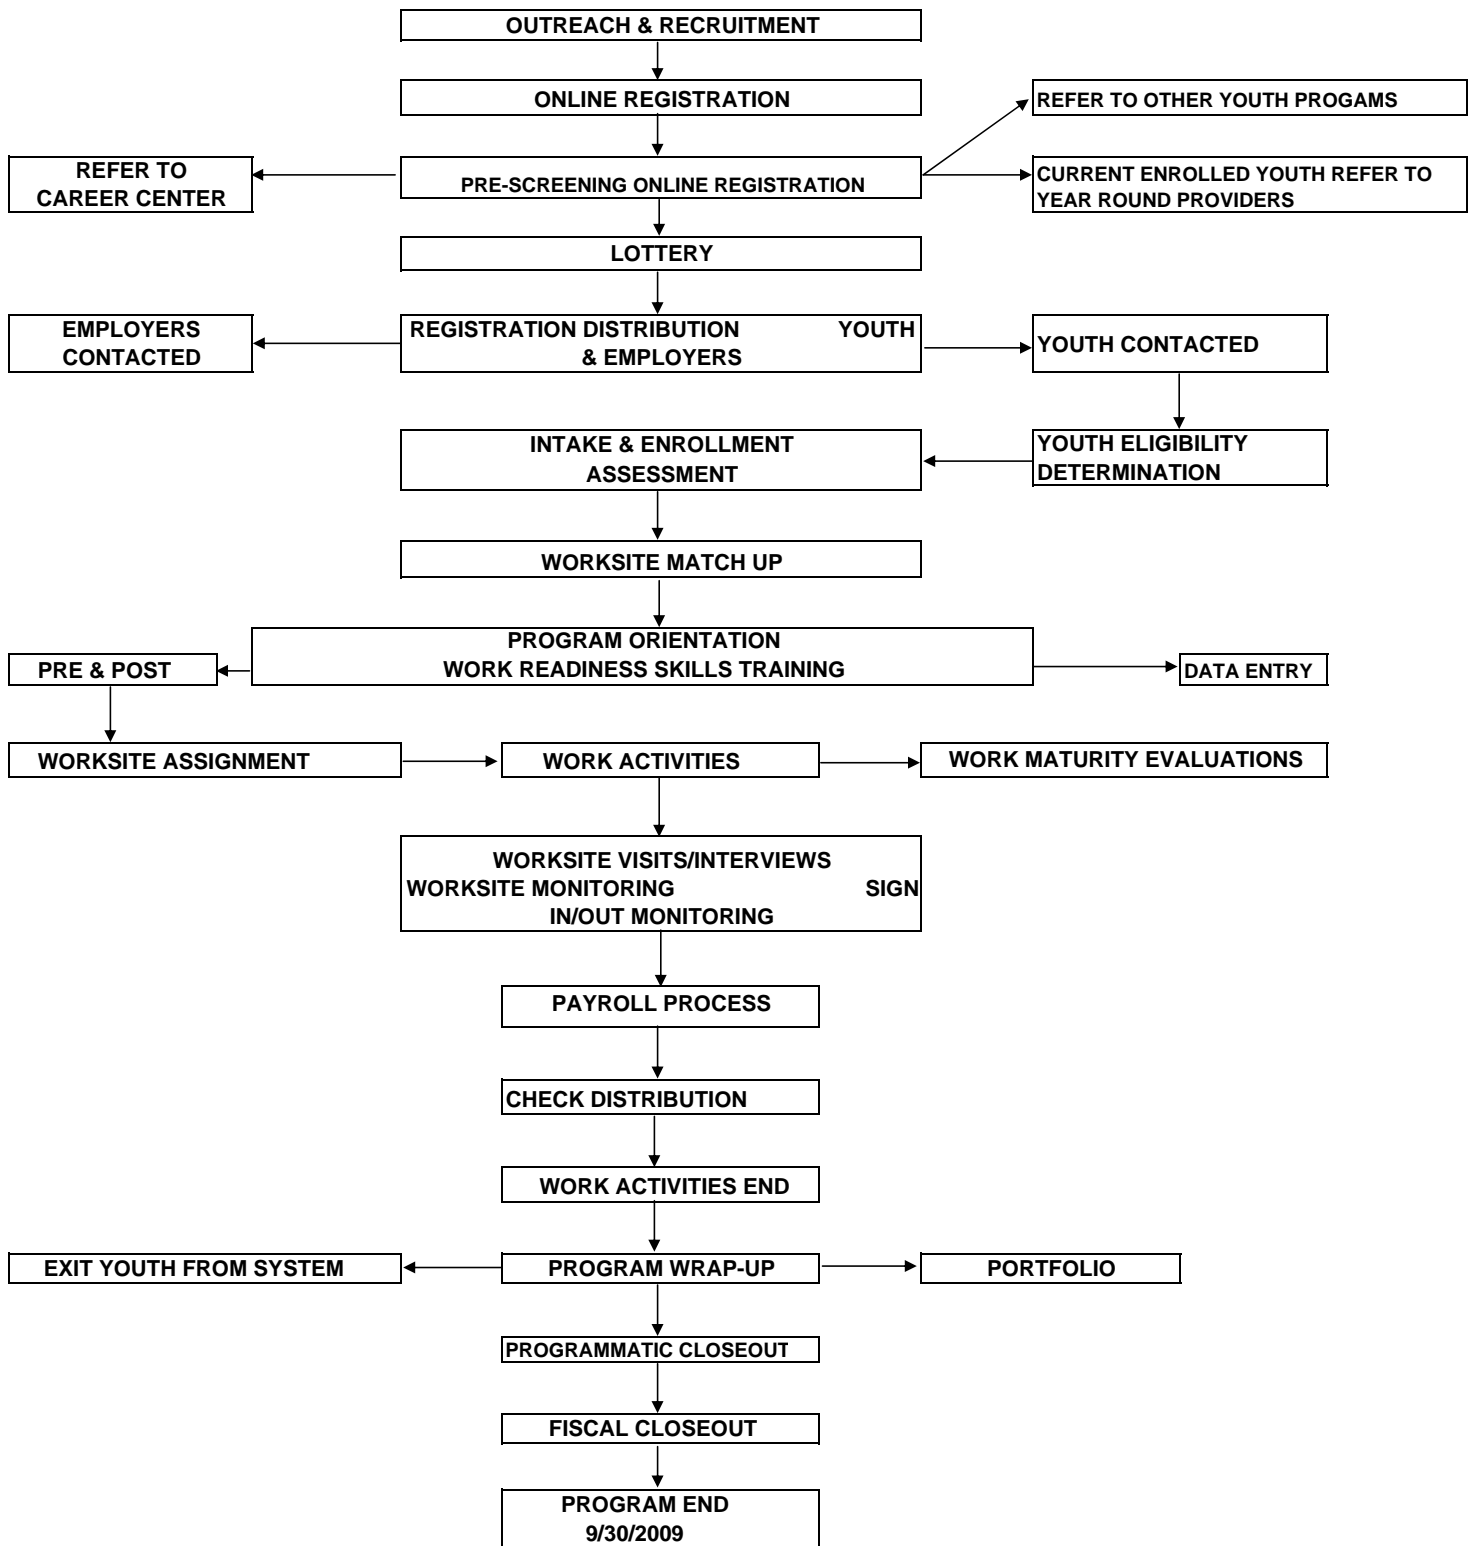 OUTREACH & RECRUITMENT
ONLINE REGISTRATION
REFER TO OTHER YOUTH PROGAMS
REFER TO
CAREER CENTER
PRE-SCREENING ONLINE REGISTRATION
CURRENT ENROLLED YOUTH REFER TO
YEAR ROUND PROVIDERS
LOTTERY
EMPLOYERS
CONTACTED
REGISTRATION DISTRIBUTION YOUTH
& EMPLOYERS
YOUTH CONTACTED
INTAKE & ENROLLMENT
ASSESSMENT
YOUTH ELIGIBILITY
DETERMINATION
WORKSITE MATCH UP
PROGRAM ORIENTATION
WORK READINESS SKILLS TRAINING
PRE & POST
DATA ENTRY
WORKSITE ASSIGNMENT
WORK ACTIVITIES
WORK MATURITY EVALUATIONS
WORKSITE VISITS/INTERVIEWS
WORKSITE MONITORING SIGN
IN/OUT MONITORING
PAYROLL PROCESS
CHECK DISTRIBUTION
WORK ACTIVITIES END
EXIT YOUTH FROM SYSTEM
PROGRAM WRAP-UP
PORTFOLIO
PROGRAMMATIC CLOSEOUT
FISCAL CLOSEOUT
PROGRAM END
9/30/2009